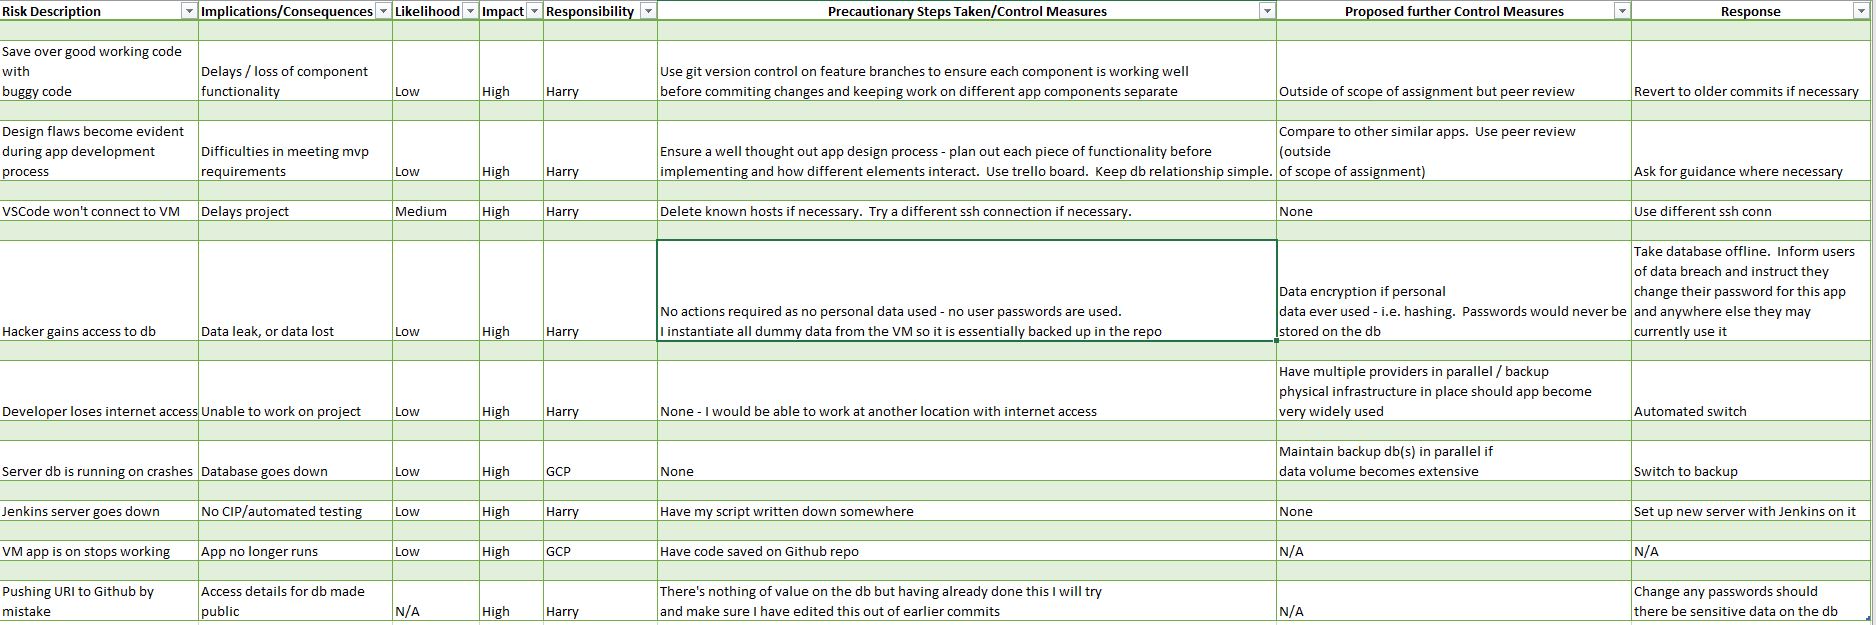 Risk Description Implications/Consequences Likelihood Impact Responsibility Precautionary Steps Taken/Control Measures Proposed further Control Measures Response
Save over good working code
with
buggy code
Delays / loss of component
functionality
Low
High
Harry
Use git version control on feature branches to ensure each component is working well
before commiting changes and keeping work on different app components separate
Outside of scope of assignment but peer review
Revert to older commits if necessary
Design flaws become evident
during app development
process
Difficulties in meeting mvp
requirements
Low
High
Harry
Ensure a well thought out app design process - plan out each piece of functionality before
implementing and how different elements interact.  Use trello board.  Keep db relationship simple.
Compare to other similar apps.  Use peer review
(outside
of scope of assignment)
Ask for guidance where necessary
VSCode won't connect to VM
Delays project
Medium
High
Harry
Delete known hosts if necessary.  Try a different ssh connection if necessary.
None
Use different ssh conn
Hacker gains access to db
Data leak, or data lost
Low
High
Harry
No actions required as no personal data used - no user passwords are used.
I instantiate all dummy data from the VM so it is essentially backed up in the repo
Data encryption if personal
data ever used - i.e. hashing.  Passwords would never be
stored on the db
Take database offline.  Inform users
of data breach and instruct they
change their password for this app
and anywhere else they may
currently use it
Developer loses internet access
Unable to work on project
Low
High
Harry
None - I would be able to work at another location with internet access
Have multiple providers in parallel / backup
physical infrastructure in place should app become
very widely used
Automated switch
Server db is running on crashes
Database goes down
Low
High
GCP
None
Maintain backup db(s) in parallel if
data volume becomes extensive
Switch to backup
Jenkins server goes down
No CIP/automated testing
Low
High
Harry
Have my script written down somewhere
None
Set up new server with Jenkins on it
VM app is on stops working
App no longer runs
Low
High
GCP
Have code saved on Github repo
N/A
N/A
Pushing URI to Github by
mistake
Access details for db made
public
N/A
High
Harry
There's nothing of value on the db but having already done this I will try
and make sure I have edited this out of earlier commits
N/A
Change any passwords should
there be sensitive data on the db